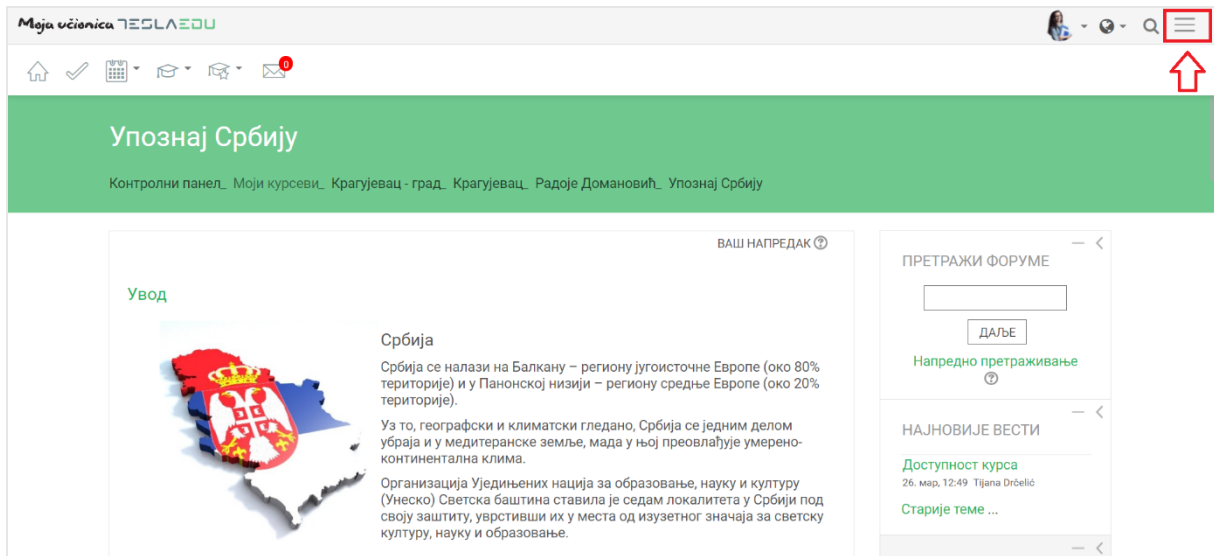 Moja učionica TESLAEDU
0
Упознај Србију
Контролни панел_ Моји курсеви_ Крагујевац - град_ Крагујевац_ Радоје Домановић_ Упознај Србију
ВАШ НАПРЕДАК
Увод
Србија
Србија се налази на Балкану – региону југоисточне Европе (око 80%
територије) и у Панонској низији – региону средње Европе (око 20%
територије).
Уз то, географски и климатски гледано, Србија се једним делом
убраја и у медитеранске земље, мада у њој преовлађује умерено-
континентална клима.
Организација Уједињених нација за образовање, науку и културу
(Унеско) Светска баштина ставила је седам локалитета у Србији под
своју заштиту, уврстивши их у места од изузетног значаја за светску
културу, науку и образовање.
ПРЕТРАЖИ ФОРУМЕ
ДАЉЕ
Напредно претраживање
НАЈНОВИЈЕ ВЕСТИ
Доступност курса
26. мар, 12:49 Tijana Drčelić
Старије теме ...